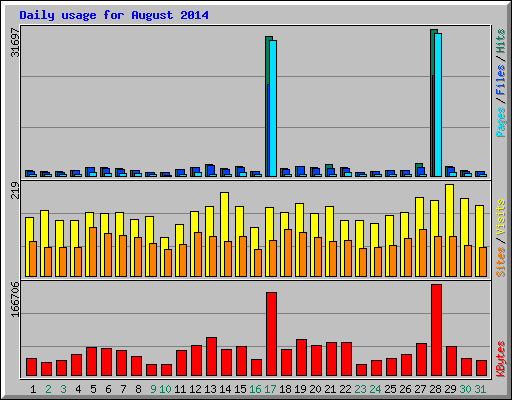 Daily usage for August 2014
31697
Pages / Files / Hits
219
Sites / Visits
166706
KBytes
1 2 3 4 5 6 7 8 9 10 11 12 13 14 15 16 17 18 19 20 21 22 23 24 25 26 27 28 29 30 31